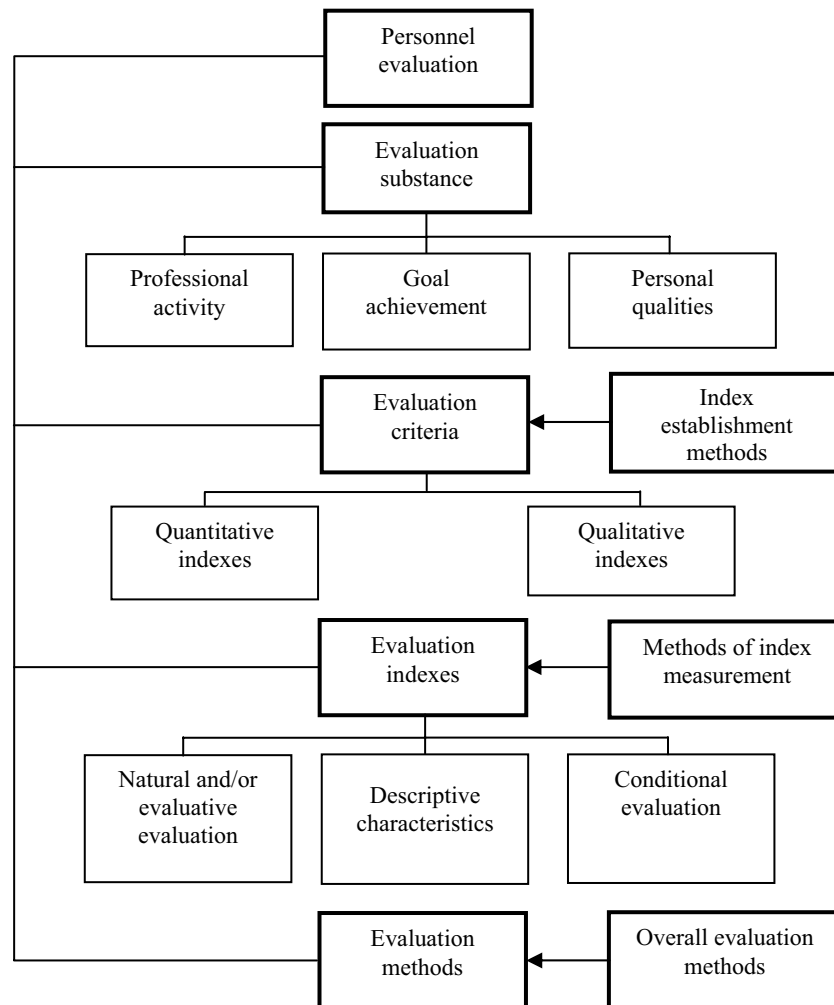 Personnel
evaluation
Evaluation
substance
Professional
activity
Goal
achievement
Personal
qualities
Evaluation
criteria
Index
establishment
methods
Quantitative
indexes
Qualitative
indexes
Evaluation
indexes
Methods of index
measurement
Natural and/or
evaluative
evaluation
Descriptive
characteristics
Conditional
evaluation
Evaluation
methods
Overall evaluation
methods